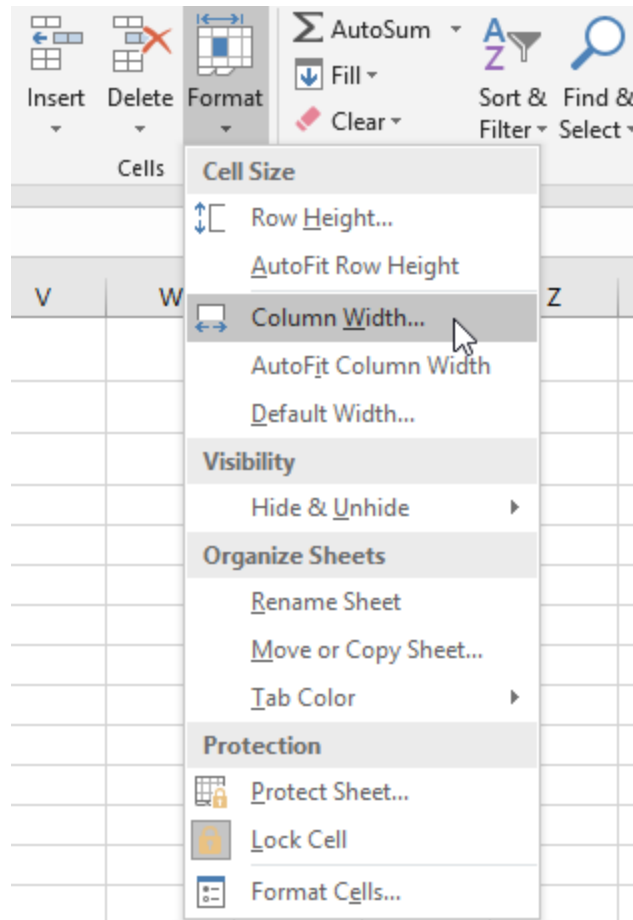 Insert Delete Format
AutoSum
Fill
Clear
Sort &
Filter
Find &
Select
Cells
V W Z
Cell Size
Row Height...
AutoFit Row Height
Column Width...
AutoFit Column Width
Default Width...
Visibility
Hide & Unhide
Organize Sheets
Rename Sheet
Move or Copy Sheet...
Tab Color
Protection
Protect Sheet...
Lock Cell
Format Cells...